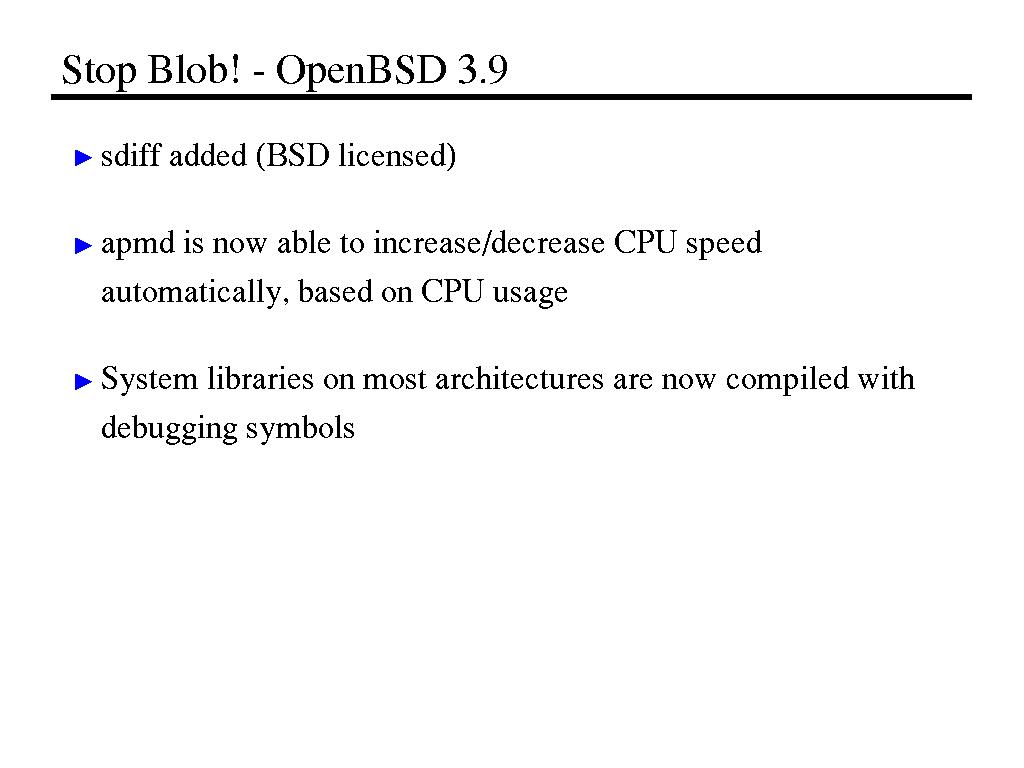 Stop Blob! - OpenBSD 3.9
sdiff added (BSD licensed)
apmd is now able to increase/decrease CPU speed
automatically, based on CPU usage
System libraries on most architectures are now compiled with
debugging symbols